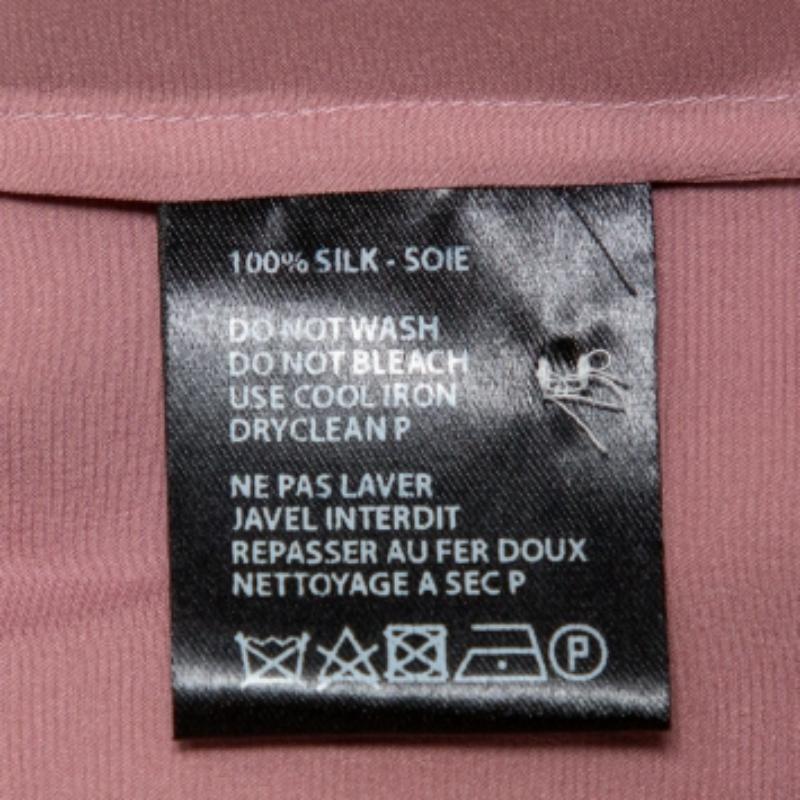 100% SILK - SOIE
DO NOT WASH
DO NOT BLEACH
USE COOL IRON
DRYCLEAN P
NE PAS LAVER
JAVEL INTERDIT
REPASSER AU FER DOUX
NETTOYAGE A SEC P
P